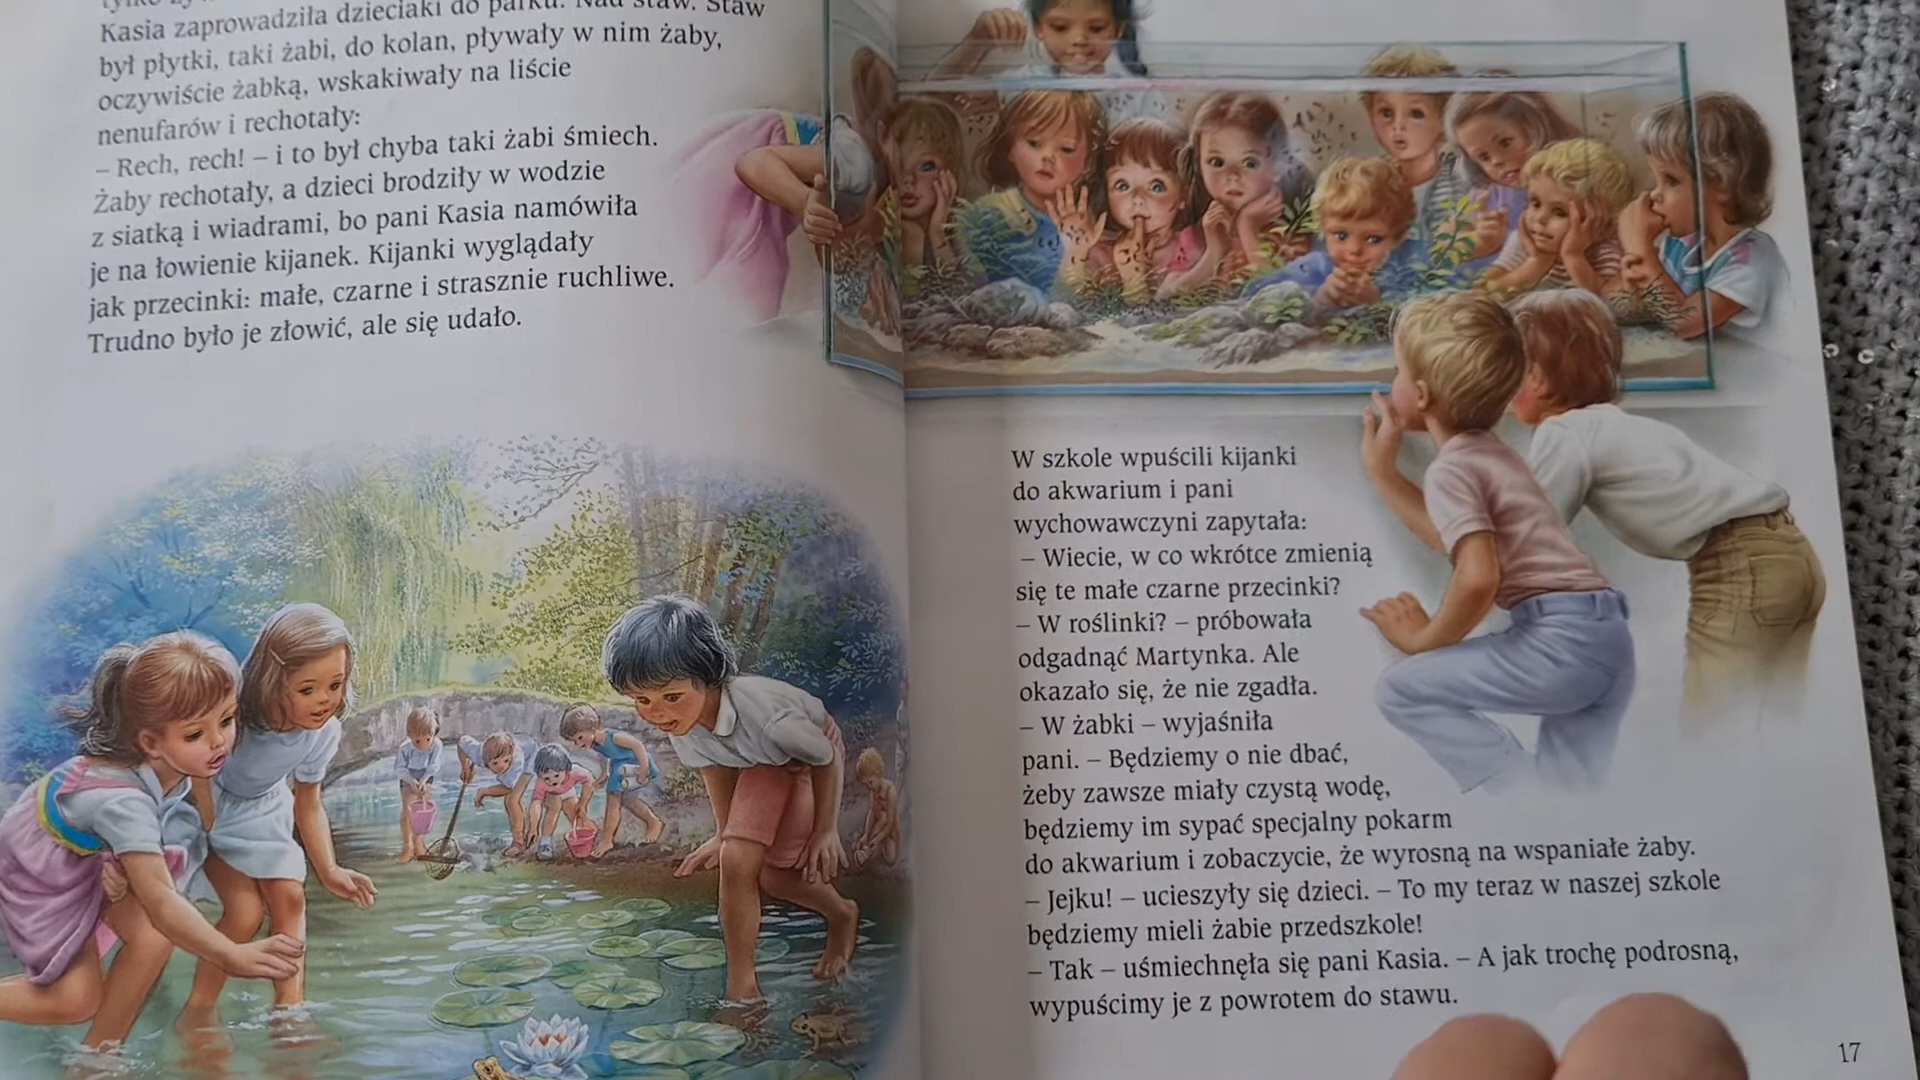 Kasia zaprowadziła dzieciaki do parku. Nad staw. Staw
był płytki, taki żabi, do kolan, pływały w nim żaby,
oczywiście żabką, wskakiwały na liście
nenufarów i rechotały:
– Rech, rech! – i to był chyba taki żabi śmiech.
Żaby rechotały, a dzieci brodziły w wodzie
z siatką i wiadrami, bo pani Kasia namówiła
je na łowienie kijanek. Kijanki wyglądały
jak przecinki: małe, czarne i strasznie ruchliwe.
Trudno było je złowić, ale się udało.
W szkole wpuścili kijanki
do akwarium i pani
wychowawczyni zapytała:
– Wiecie, w co wkrótce zmienią
się te małe czarne przecinki?
– W roślinki? – próbowała
odgadnąć Martynka. Ale
okazało się, że nie zgadła.
– W żabki – wyjaśniła
pani. – Będziemy o nie dbać,
żeby zawsze miały czystą wodę,
będziemy im sypać specjalny pokarm
do akwarium i zobaczycie, że wyrosną na wspaniałe żaby.
– Jejku! – ucieszyły się dzieci. – To my teraz w naszej szkole
będziemy mieli żabie przedszkole!
– Tak – uśmiechnęła się pani Kasia. – A jak trochę podrosną,
wypuścimy je z powrotem do stawu.
17